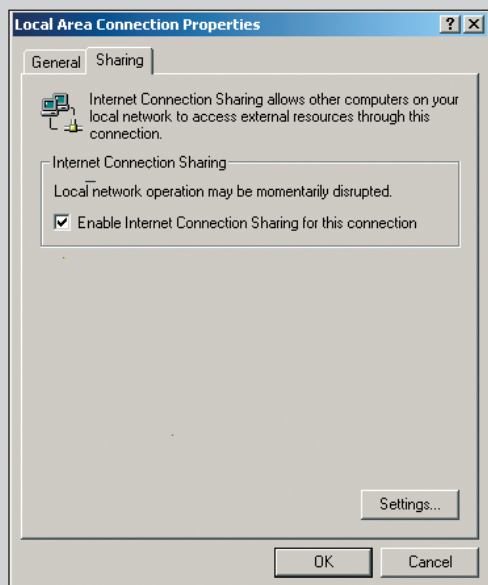 Local Area Connection Properties
General Sharing
Internet Connection Sharing allows other computers on your
local network to access external resources through this
connection.
Internet Connection Sharing
Local network operation may be momentarily disrupted.
Enable Internet Connection Sharing for this connection
Settings...
OK Cancel